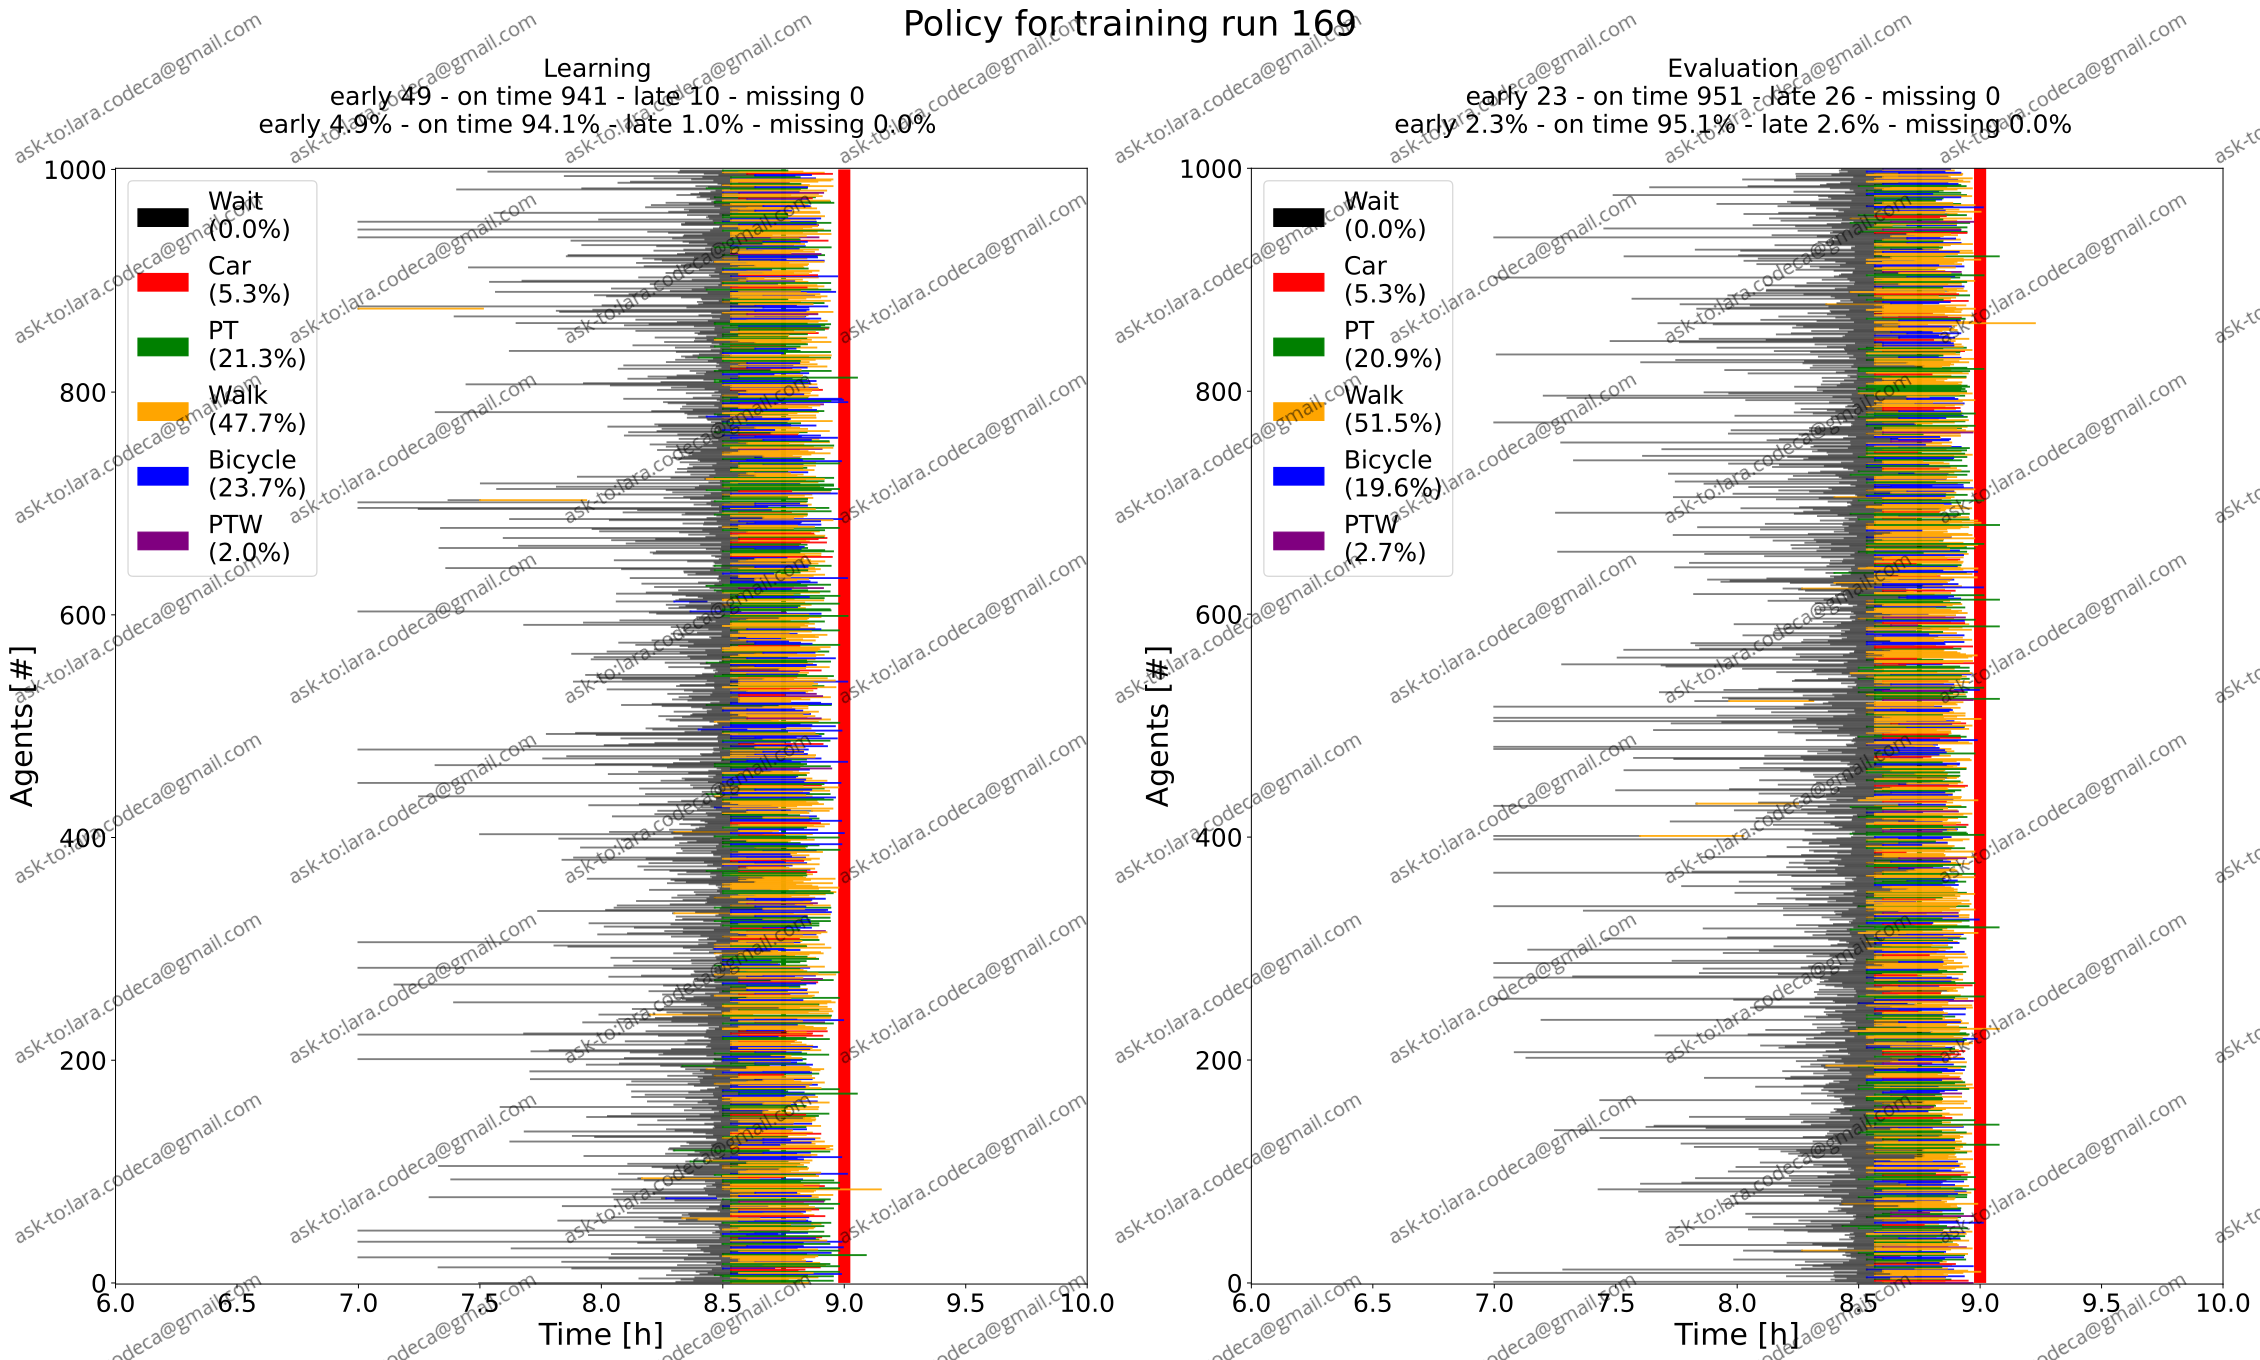 Policy for training run 169
Learning
early 49 - on time 941 - late 10 - missing 0
early 4.9% - on time 94.1% - late 1.0% - missing 0.0%
1000
800
600
400
200
0
Agents [#]
Wait
(0.0%)
Car
(5.3%)
PT
(21.3%)
Walk
(47.7%)
Bicycle
(23.7%)
PTW
(2.0%)
6.0 6.5 7.0 7.5 8.0 8.5 9.0 9.5 10.0
Time [h]
Evaluation
early 23 - on time 951 - late 26 - missing 0
early 2.3% - on time 95.1% - late 2.6% - missing 0.0%
1000
800
600
400
200
0
Agents [#]
Wait
(0.0%)
Car
(5.3%)
PT
(20.9%)
Walk
(51.5%)
Bicycle
(19.6%)
PTW
(2.7%)
6.0 6.5 7.0 7.5 8.0 8.5 9.0 9.5 10.0
Time [h]
ask-to:lara.codeca@gmail.com